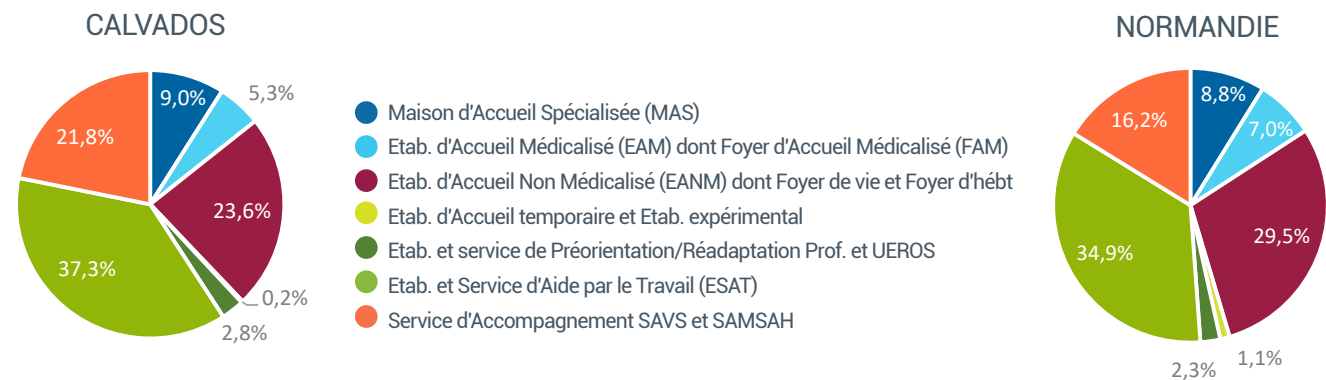 CALVADOS
9,0%
5,3%
23,6%
0,2%
2,8%
37,3%
21,8%
Maison d'Accueil Spécialisée (MAS)
Etab. d'Accueil Médicalisé (EAM) dont Foyer d'Accueil Médicalisé (FAM)
Etab. d'Accueil Non Médicalisé (EANM) dont Foyer de vie et Foyer d'hébt
Etab. d'Accueil temporaire et Etab. expérimental
Etab. et service de Préorientation/Réadaptation Prof. et UEROS
Etab. et Service d'Aide par le Travail (ESAT)
Service d'Accompagnement SAVS et SAMSAH
NORMANDIE
8,8%
7,0%
29,5%
1,1%
2,3%
34,9%
16,2%